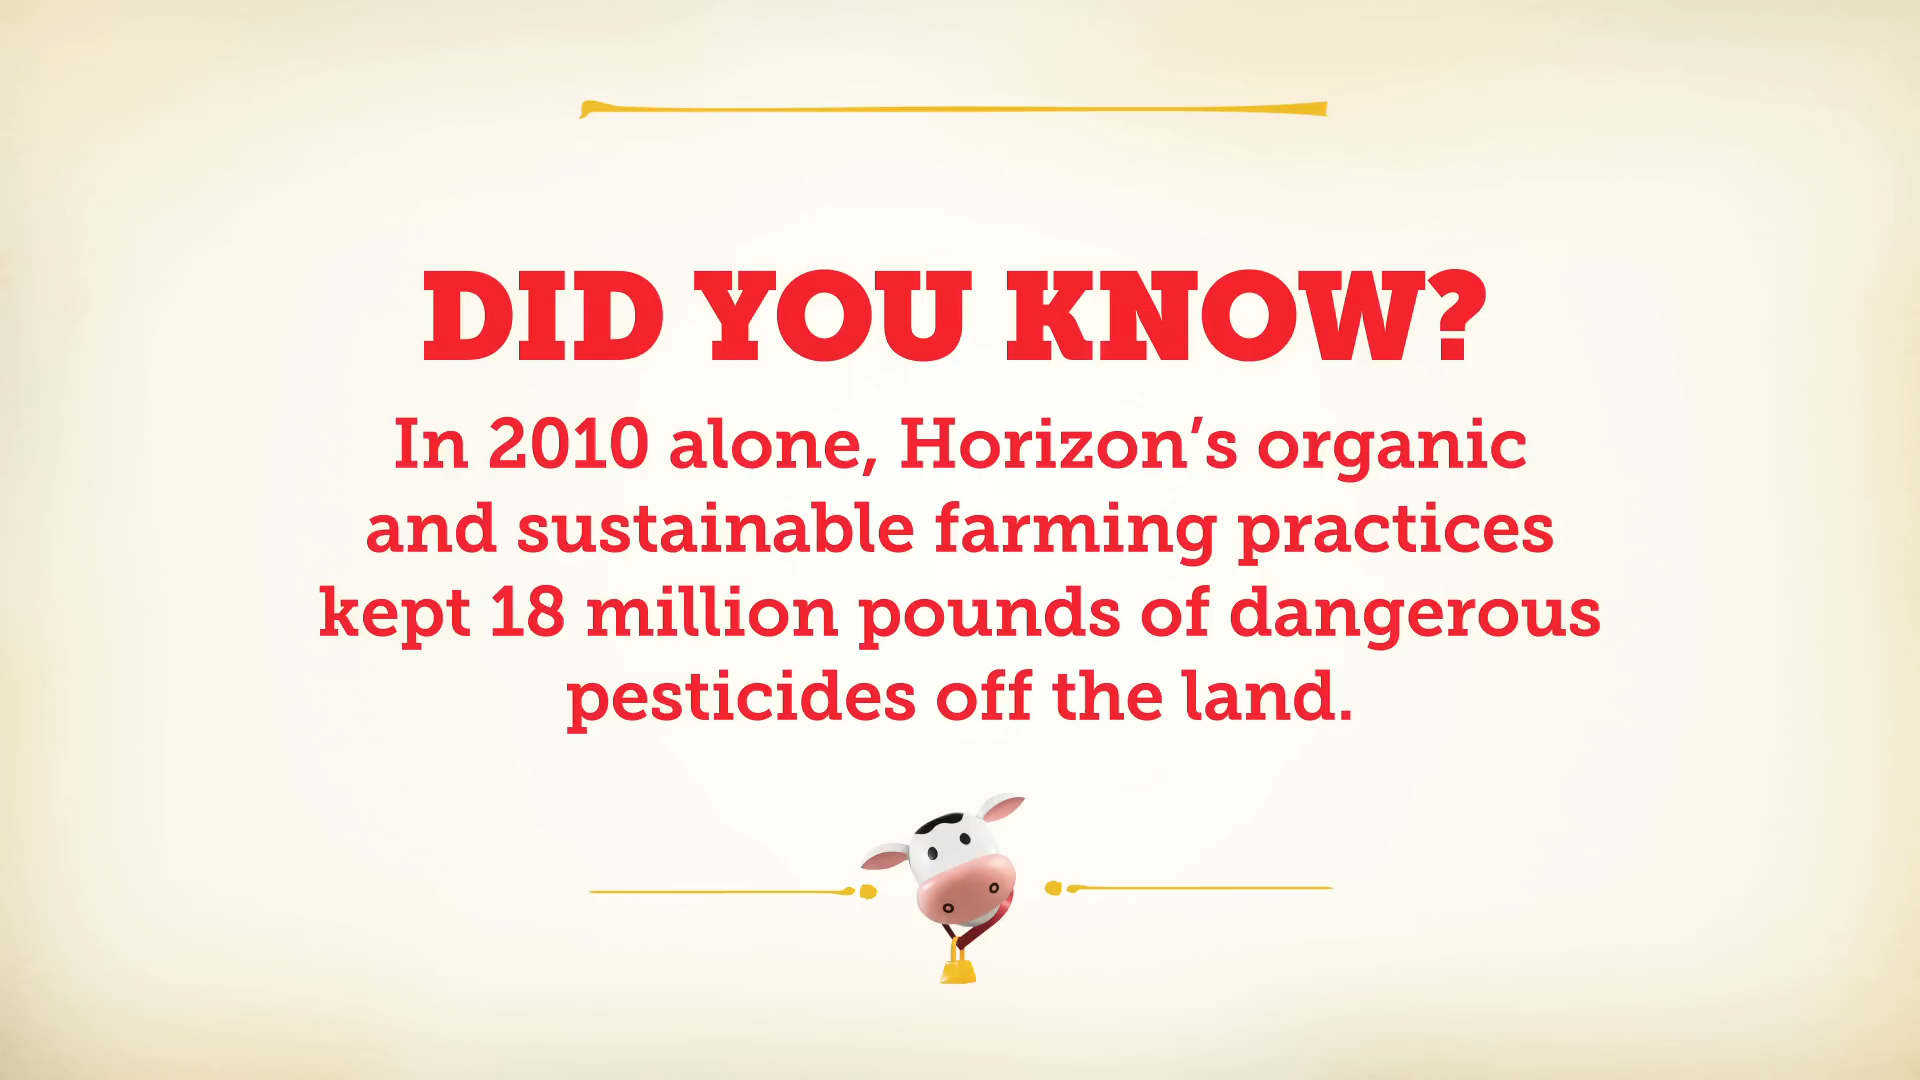 DID YOU KNOW?
In 2010 alone, Horizon’s organic
and sustainable farming practices
kept 18 million pounds of dangerous
pesticides off the land.